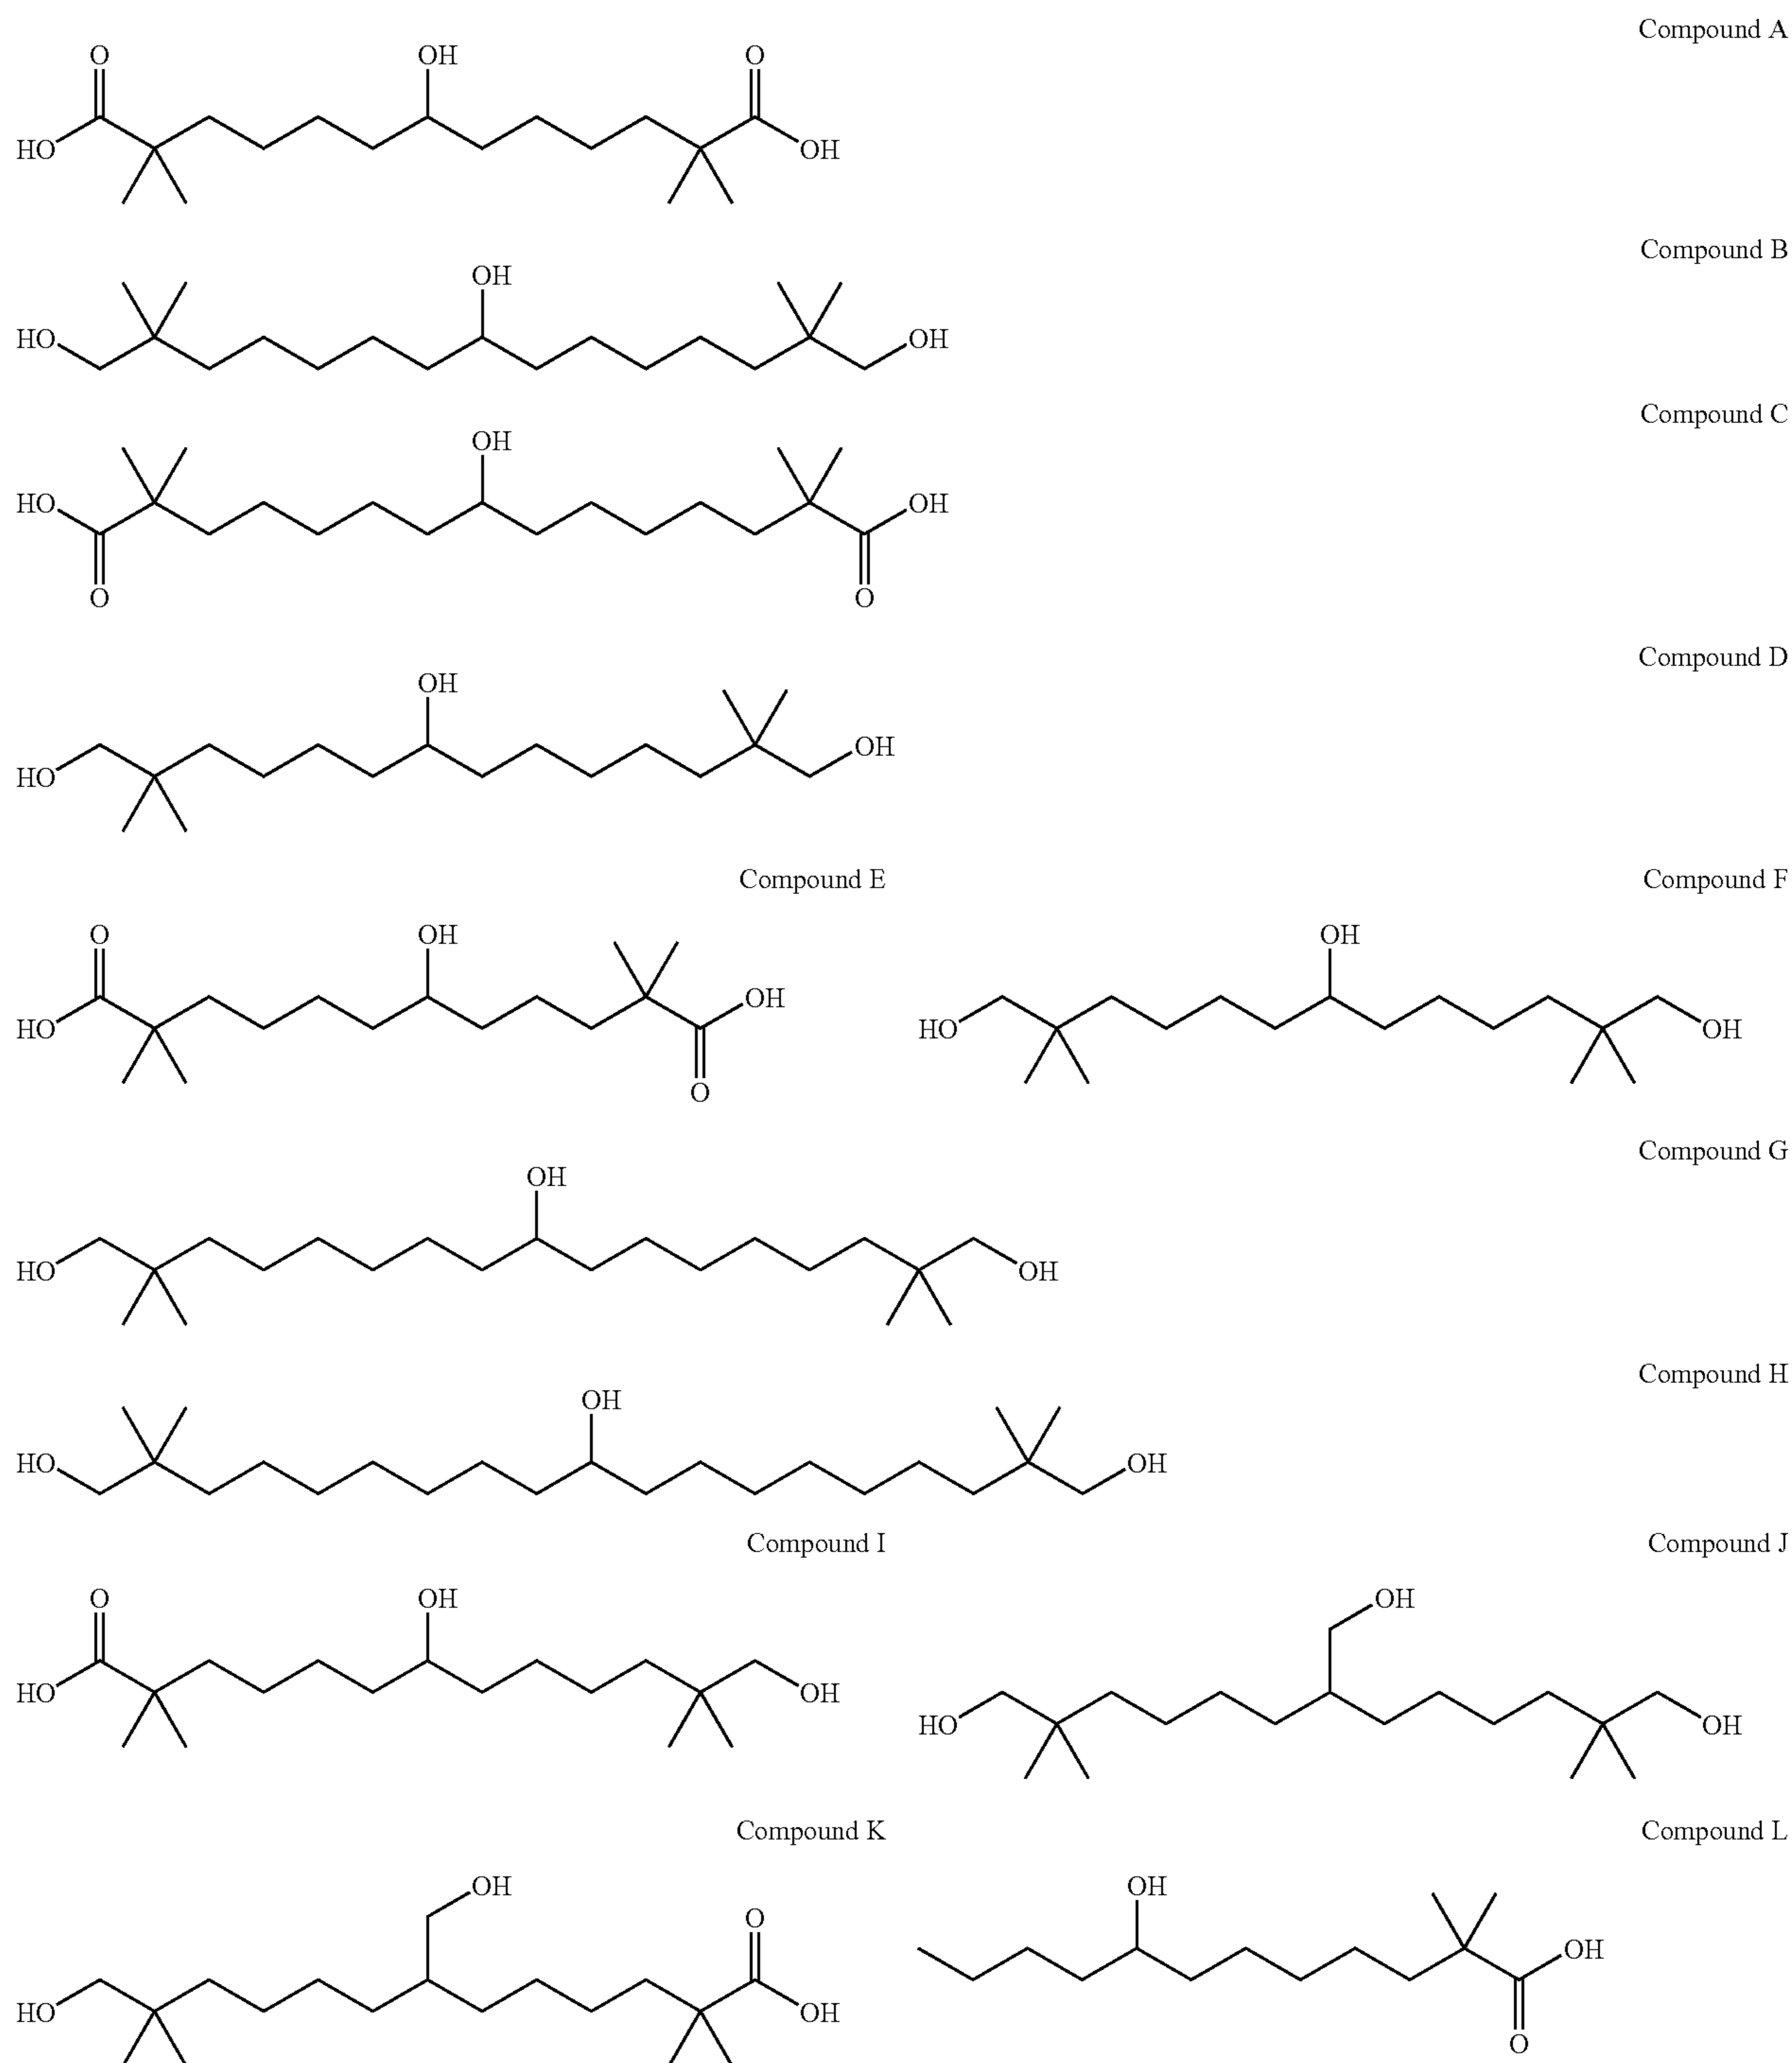 Compound A
O OH O
HO OH
Compound B
OH
HO OH
Compound C
OH
HO OH
O O
Compound D
OH
HO OH
Compound E Compound F
O OH OH
HO OH HO OH
O
Compound G
OH
HO OH
Compound H
OH
HO OH
Compound I Compound J
O OH OH
HO OH HO OH
Compound K Compound L
OH OH
O
HO OH OH
O